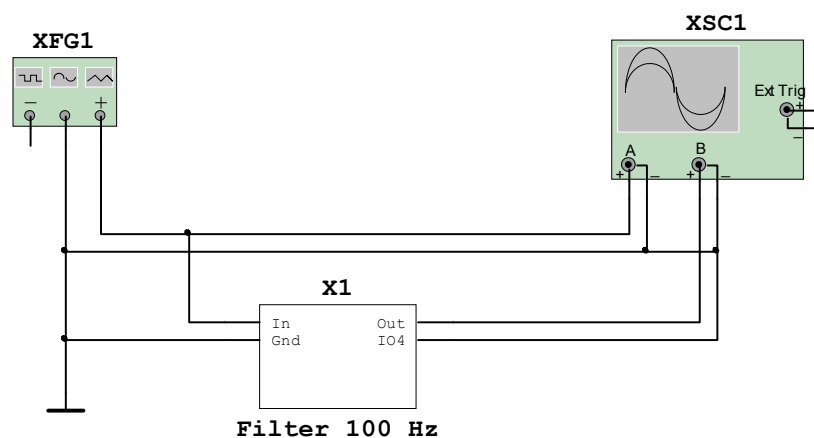 XSC1
XFG1
Ext Trig
+
−
− +
A B
+ − + −
X1
In Out
Gnd IO4
Filter 100 Hz